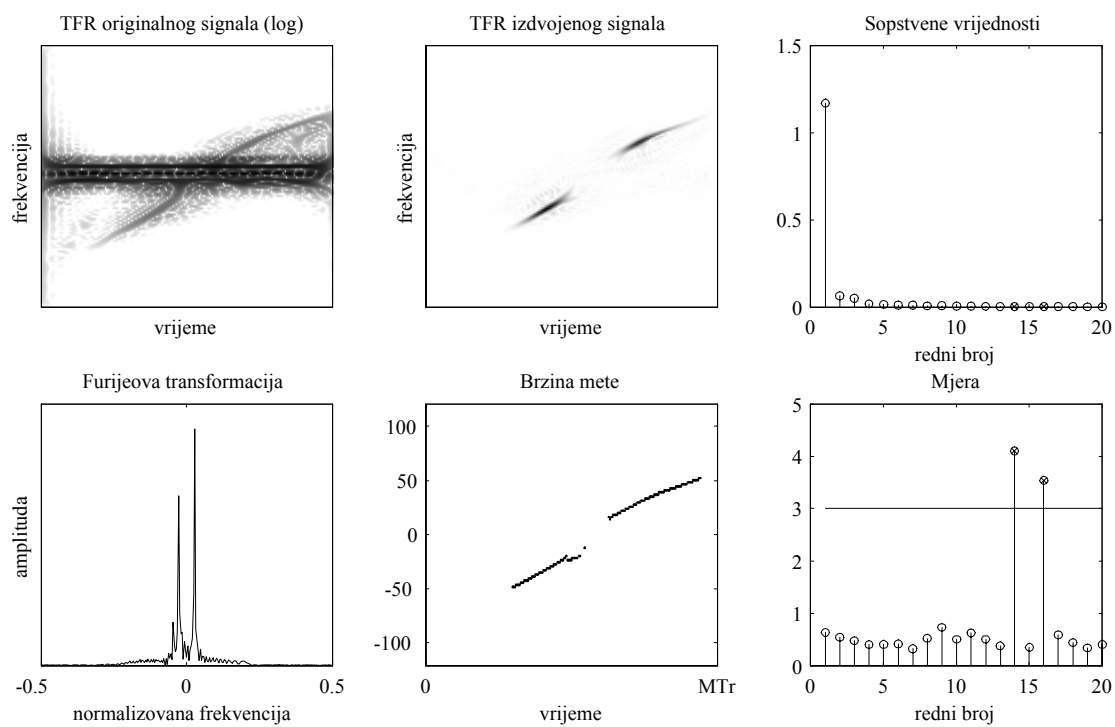 TFR originalnog signala (log)
frekvencija
vrijeme
TFR izdvojenog signala
frekvencija
vrijeme
Sopstvene vrijednosti
1.5
1
0.5
0
0 5 10 15 20
redni broj
Furijeova transformacija
amplituda
-0.5 0 0.5
normalizovana frekvencija
Brzina mete
100
50
0
-50
-100
0 MTr
vrijeme
Mjera
5
4
3
2
1
0
0 5 10 15 20
redni broj